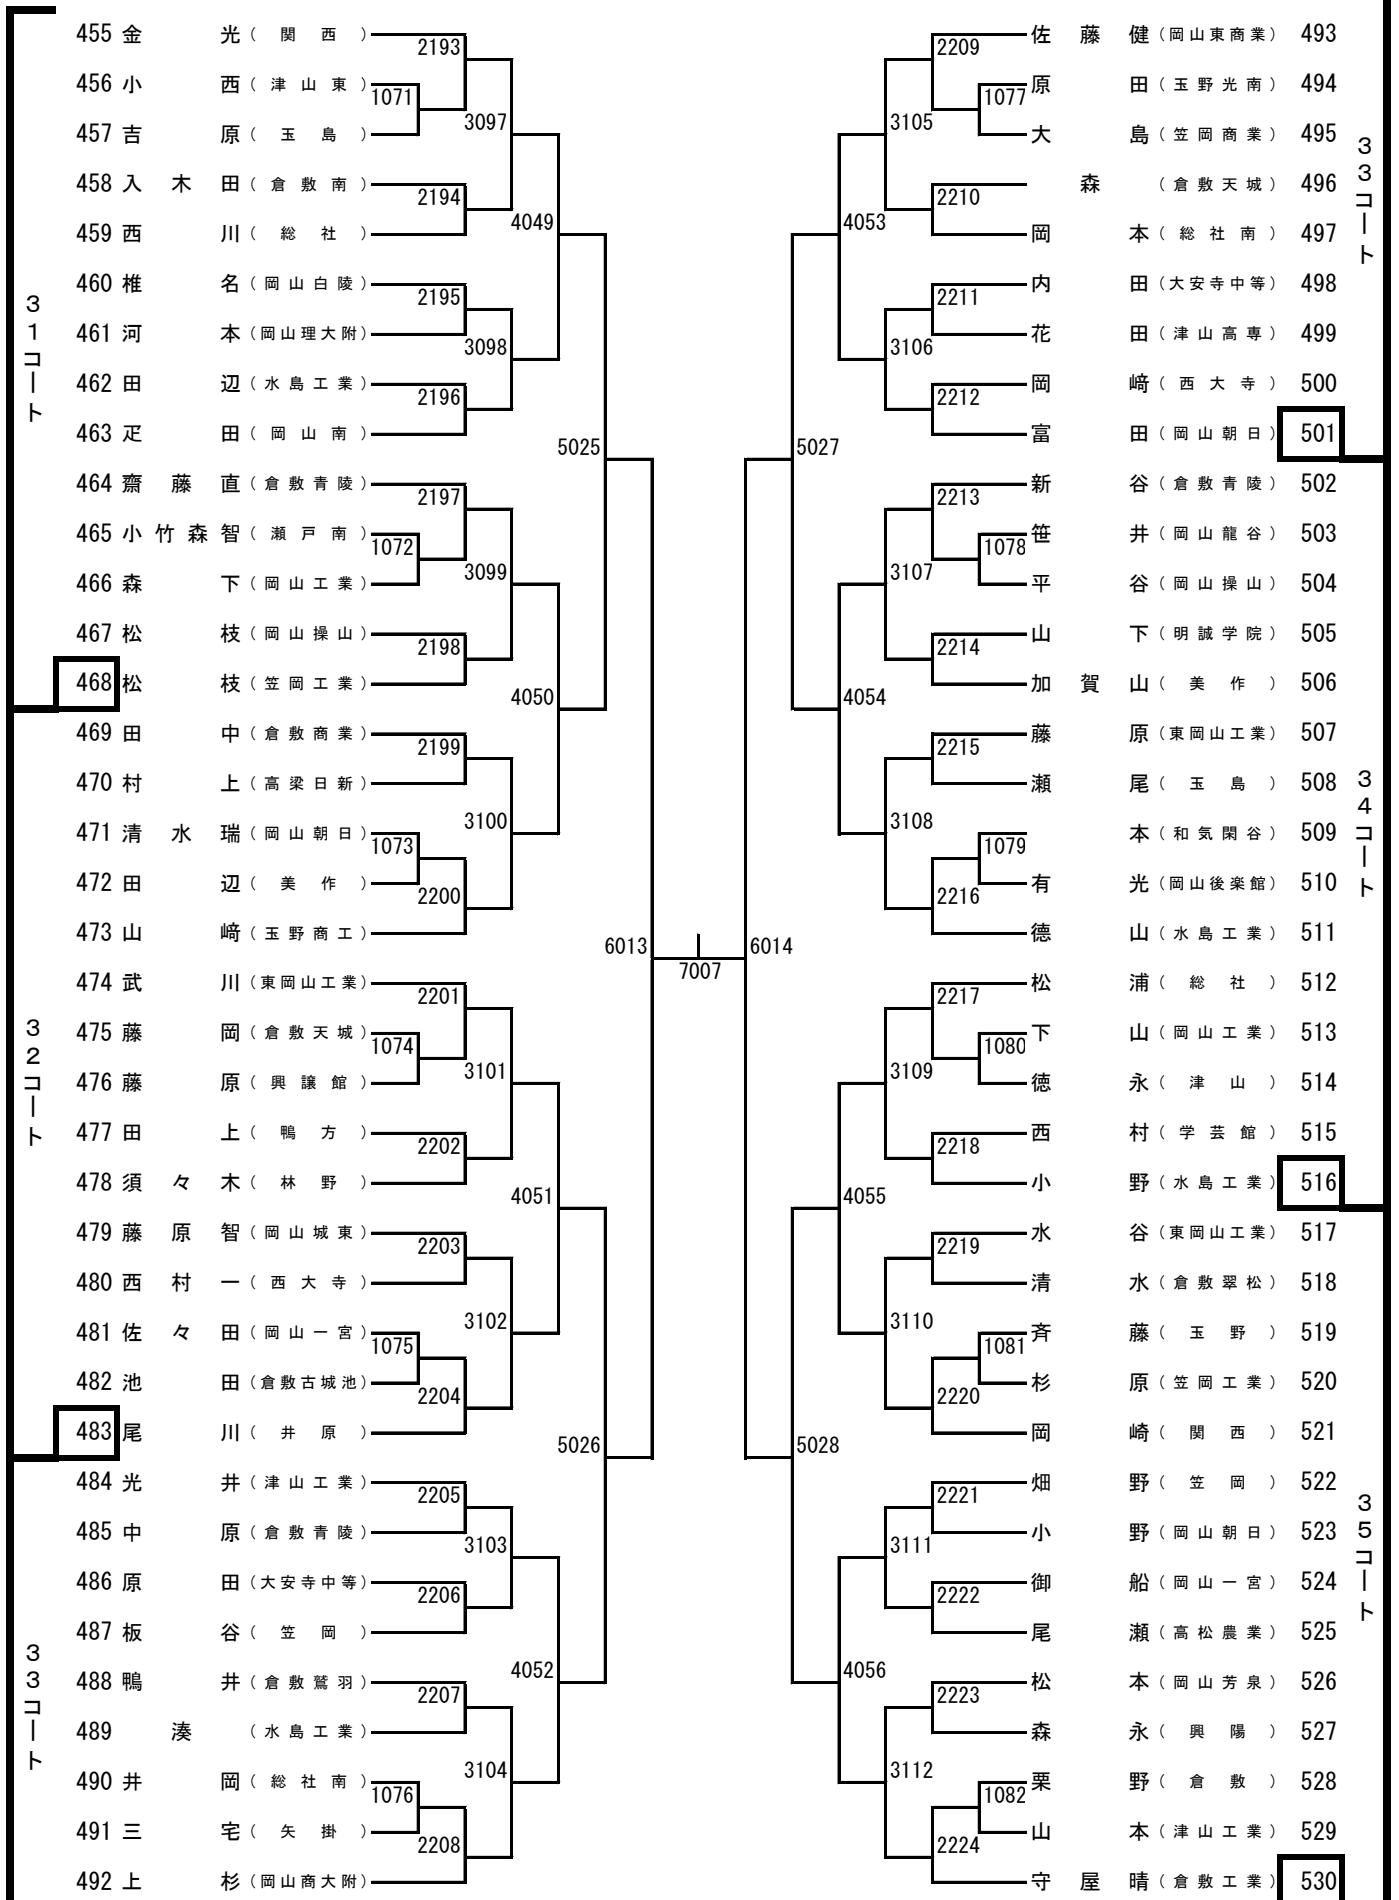 455 金光（関西）
456 小西（津山東）
457 吉原（玉島）
458 入木田（倉敷南）
459 西川（総社）
460 椎名（岡山白陵）
461 河本（岡山理大附）
462 田辺（水島工業）
463 疋田（岡山南）
464 齋藤直（倉敷青陵）
465 小竹森智（瀬戸南）
466 森下（岡山工業）
467 松枝（岡山操山）
468 松枝（笠岡工業）
469 田中（倉敷商業）
470 村上（高梁日新）
471 清水瑞（岡山朝日）
472 田辺（美作）
473 山﨑（玉野商工）
474 武川（東岡山工業）
475 藤岡（倉敷天城）
476 藤原（興譲館）
477 田上（鴨方）
478 須々木（林野）
479 藤原智（岡山城東）
480 西村一（西大寺）
481 佐々田（岡山一宮）
482 池田（倉敷古城池）
483 尾川（井原）
484 光井（津山工業）
485 中原（倉敷青陵）
486 原田（大安寺中等）
487 板谷（笠岡）
488 鴨井（倉敷鷲羽）
489 湊（水島工業）
490 井岡（総社南）
491 三宅（矢掛）
492 上杉（岡山商大附）
31コート
32コート
33コート
1071
1072
1073
1074
1075
1076
2193
2194
2195
2196
2197
2198
2199
2200
2201
2202
2203
2204
2205
2206
2207
2208
3097
3098
3099
3100
3101
3102
3103
3104
4049
4050
4051
4052
5025
5026
6013
7007
6014
5027
5028
4053
4054
4055
4056
3105
3106
3107
3108
3109
3110
3111
3112
2209
2210
2211
2212
2213
2214
2215
2216
2217
2218
2219
2220
2221
2222
2223
2224
1077
1078
1079
1080
1081
1082
佐藤健（岡山東商業）493
原田（玉野光南）494
大島（笠岡商業）495
森（倉敷天城）496
岡本（総社南）497
内田（大安寺中等）498
花田（津山高専）499
岡﨑（西大寺）500
富田（岡山朝日）501
新谷（倉敷青陵）502
笹井（岡山龍谷）503
平谷（岡山操山）504
山下（明誠学院）505
加賀山（美作）506
藤原（東岡山工業）507
瀬尾（玉島）508
本（和気閑谷）509
有光（岡山後楽館）510
德山（水島工業）511
松浦（総社）512
下山（岡山工業）513
徳永（津山）514
西村（学芸館）515
小野（水島工業）516
水谷（東岡山工業）517
清水（倉敷翠松）518
斉藤（玉野）519
杉原（笠岡工業）520
岡崎（関西）521
畑野（笠岡）522
小野（岡山朝日）523
御船（岡山一宮）524
尾瀬（高松農業）525
松本（岡山芳泉）526
森永（興陽）527
栗野（倉敷）528
山本（津山工業）529
守屋晴（倉敷工業）530
33コート
34コート
35コート